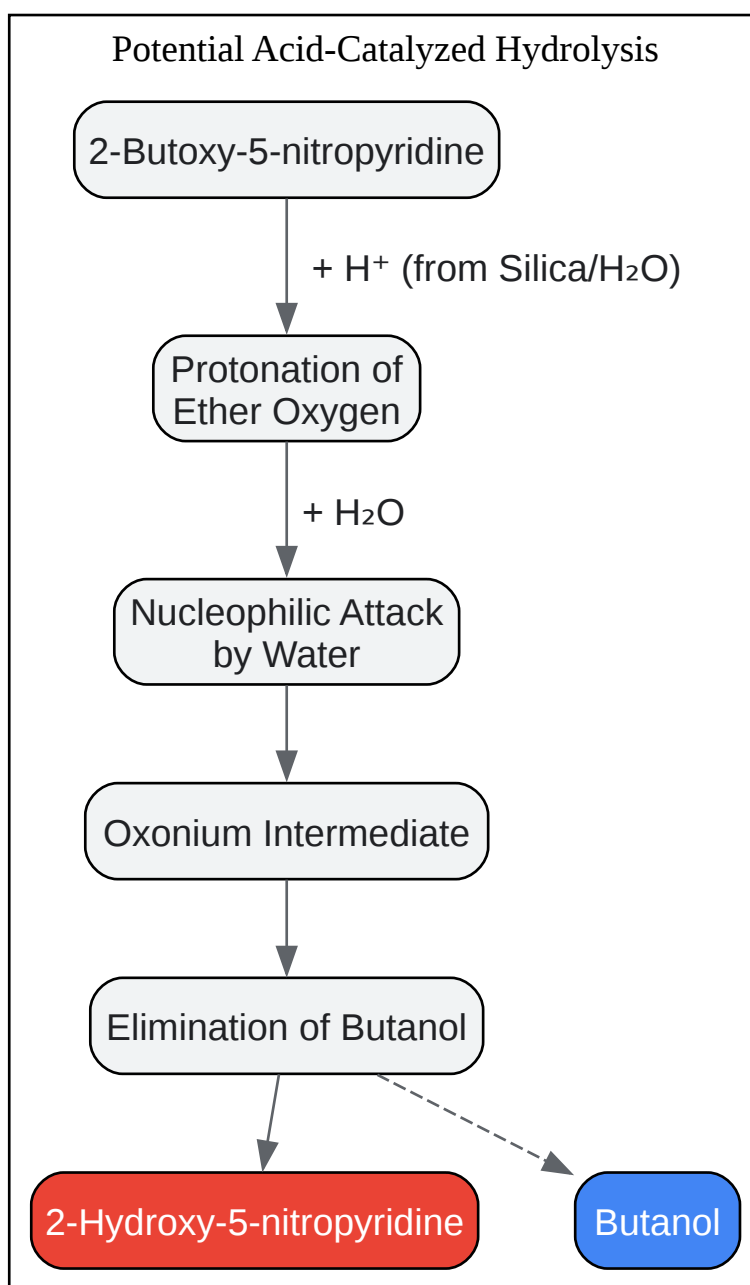 Potential Acid-Catalyzed Hydrolysis
2-Butoxy-5-nitropyridine
+ H⁺ (from Silica/H₂O)
Protonation of
Ether Oxygen
+ H₂O
Nucleophilic Attack
by Water
Oxonium Intermediate
Elimination of Butanol
2-Hydroxy-5-nitropyridine
Butanol